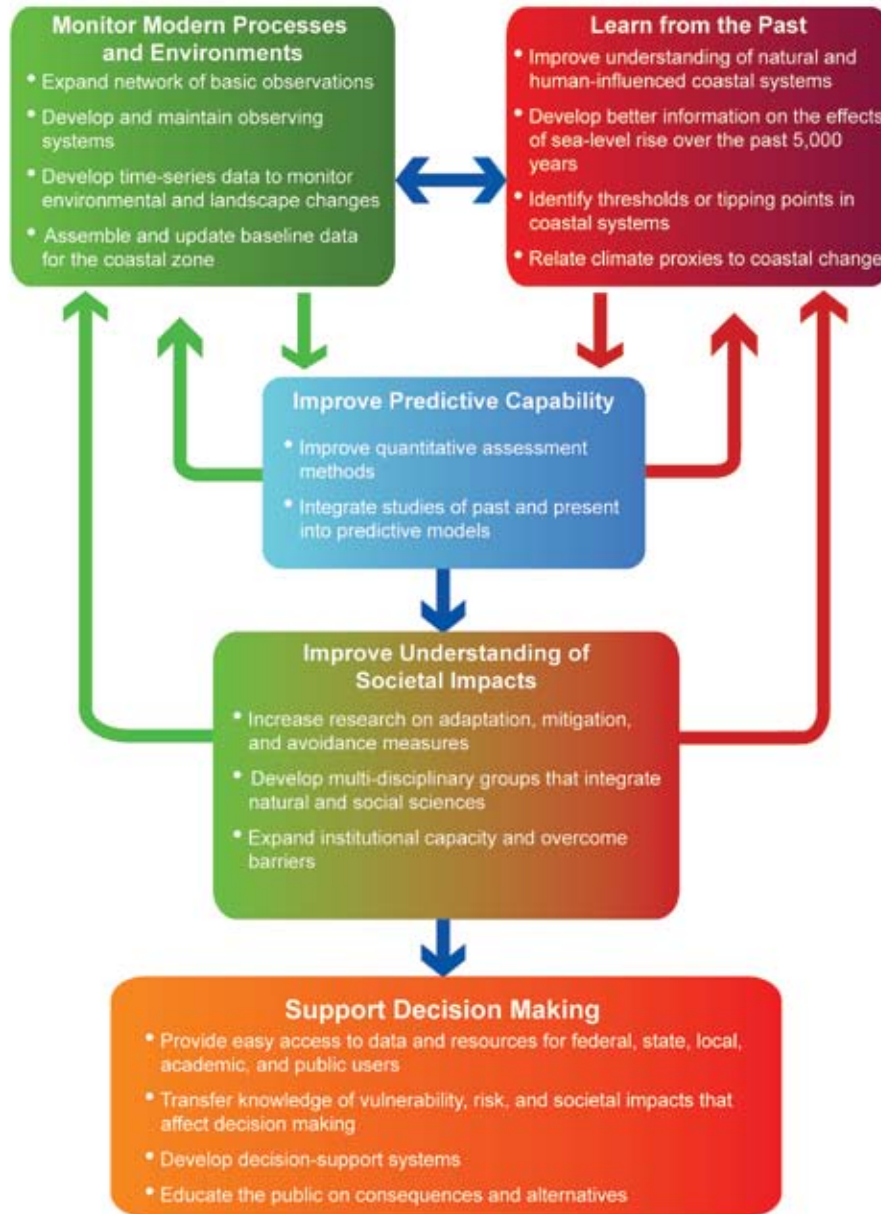 Monitor Modern Processes
and Environments
• Expand network of basic observations
• Develop and maintain observing
systems
• Develop time-series data to monitor
environmental and landscape changes
• Assemble and update baseline data
for the coastal zone
Learn from the Past
• Improve understanding of natural and
human-influenced coastal systems
• Develop better information on the effects
of sea-level rise over the past 5,000
years
• Identify thresholds or tipping points in
coastal systems
• Relate climate proxies to coastal change
Improve Predictive Capability
• Improve quantitative assessment
methods
• Integrate studies of past and present
into predictive models
Improve Understanding of
Societal Impacts
• Increase research on adaptation, mitigation,
and avoidance measures
• Develop multi-disciplinary groups that integrate
natural and social sciences
• Expand institutional capacity and overcome
barriers
Support Decision Making
• Provide easy access to data and resources for federal, state, local,
academic, and public users
• Transfer knowledge of vulnerability, risk, and societal impacts that
affect decision making
• Develop decision-support systems
• Educate the public on consequences and alternatives